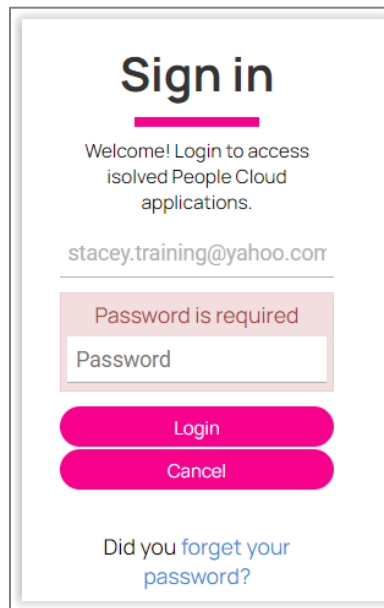 Sign in
Welcome! Login to access
isolved People Cloud
applications.
stacey.training@yahoo.com
Password is required
Password
Login
Cancel
Did you forget your
password?